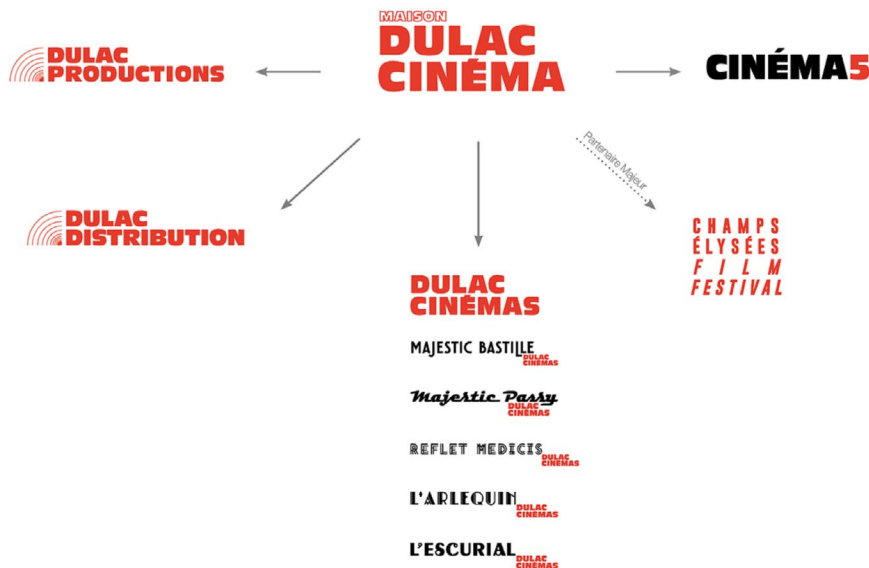 MAISON
DULAC
CINÉMA
DULAC
PRODUCTIONS
CINÉMA5
Partenaire Majeur
DULAC
DISTRIBUTION
CHAMPS
ÉLYSÉES
FILM
FESTIVAL
DULAC
CINÉMAS
MAJESTIC BASTILLE
DULAC
CINÉMAS
Majestic Passy
DULAC
CINÉMAS
REFLET MEDICIS
DULAC
CINÉMAS
L'ARLEQUIN
DULAC
CINÉMAS
L'ESCURIAL
DULAC
CINÉMAS